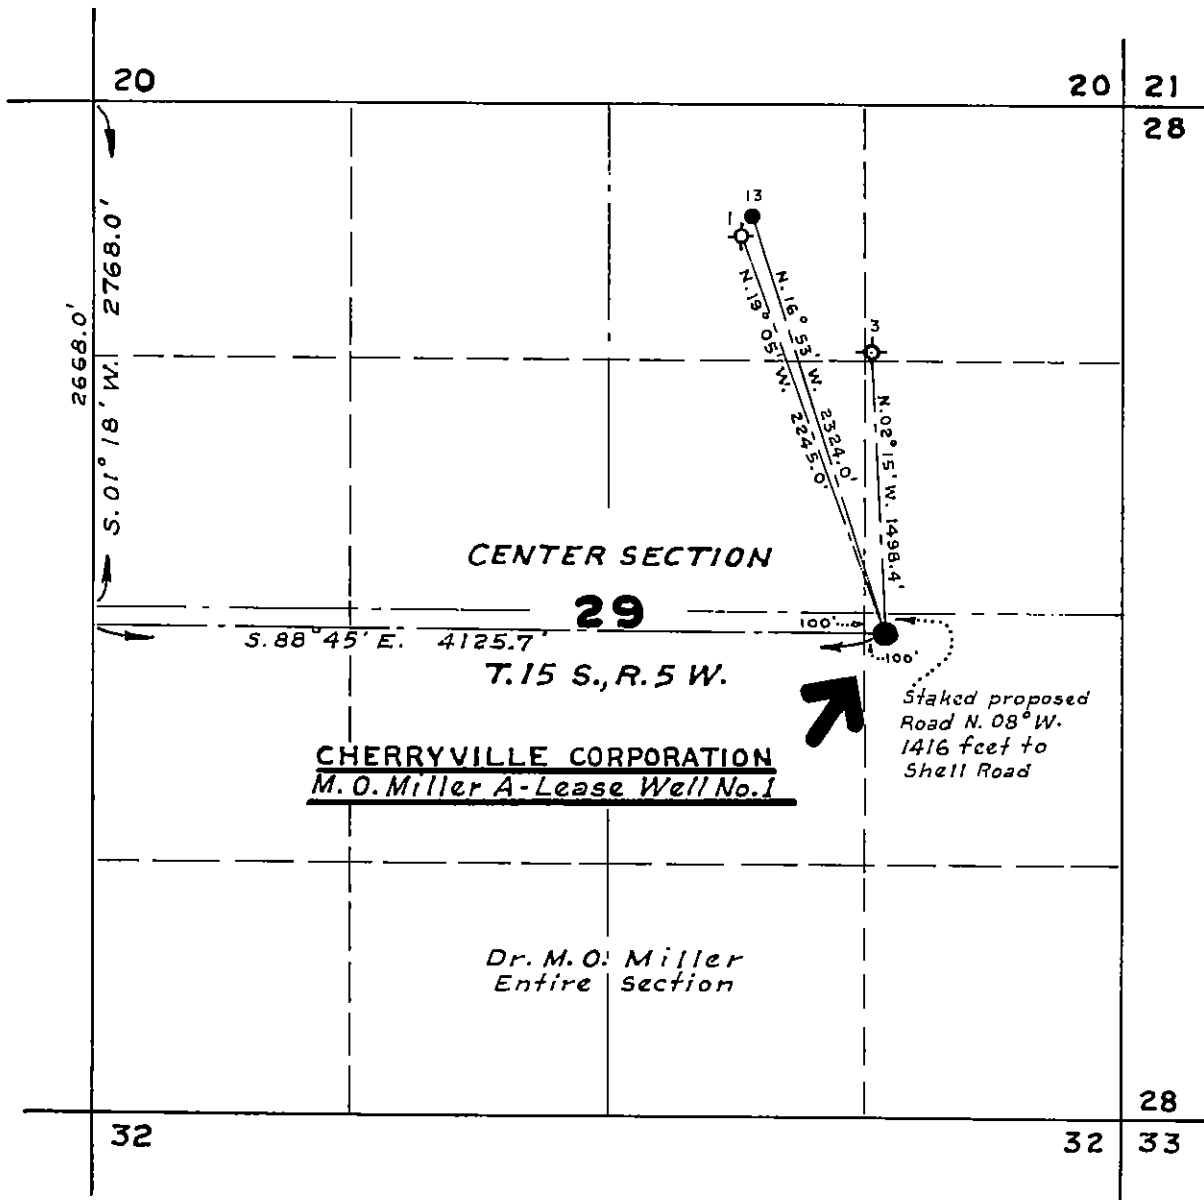 20
20
21
28
13
1
N. 16° 53' W. 2324.0'
N. 19° 05' W. 2245.0'
3
N. 02° 15' W. 1498.4'
2668.0'
S. 01° 18' W. 2768.0'
CENTER SECTION
29
S. 88° 45' E. 4125.7'
T. 15 S., R. 5 W.
100'
100'
Staked proposed
Road N. 08° W.
1416 feet to
Shell Road
CHERRYVILLE CORPORATION
M. O. Miller A-Lease Well No. 1
Dr. M. O. Miller
Entire Section
28
32
32
33